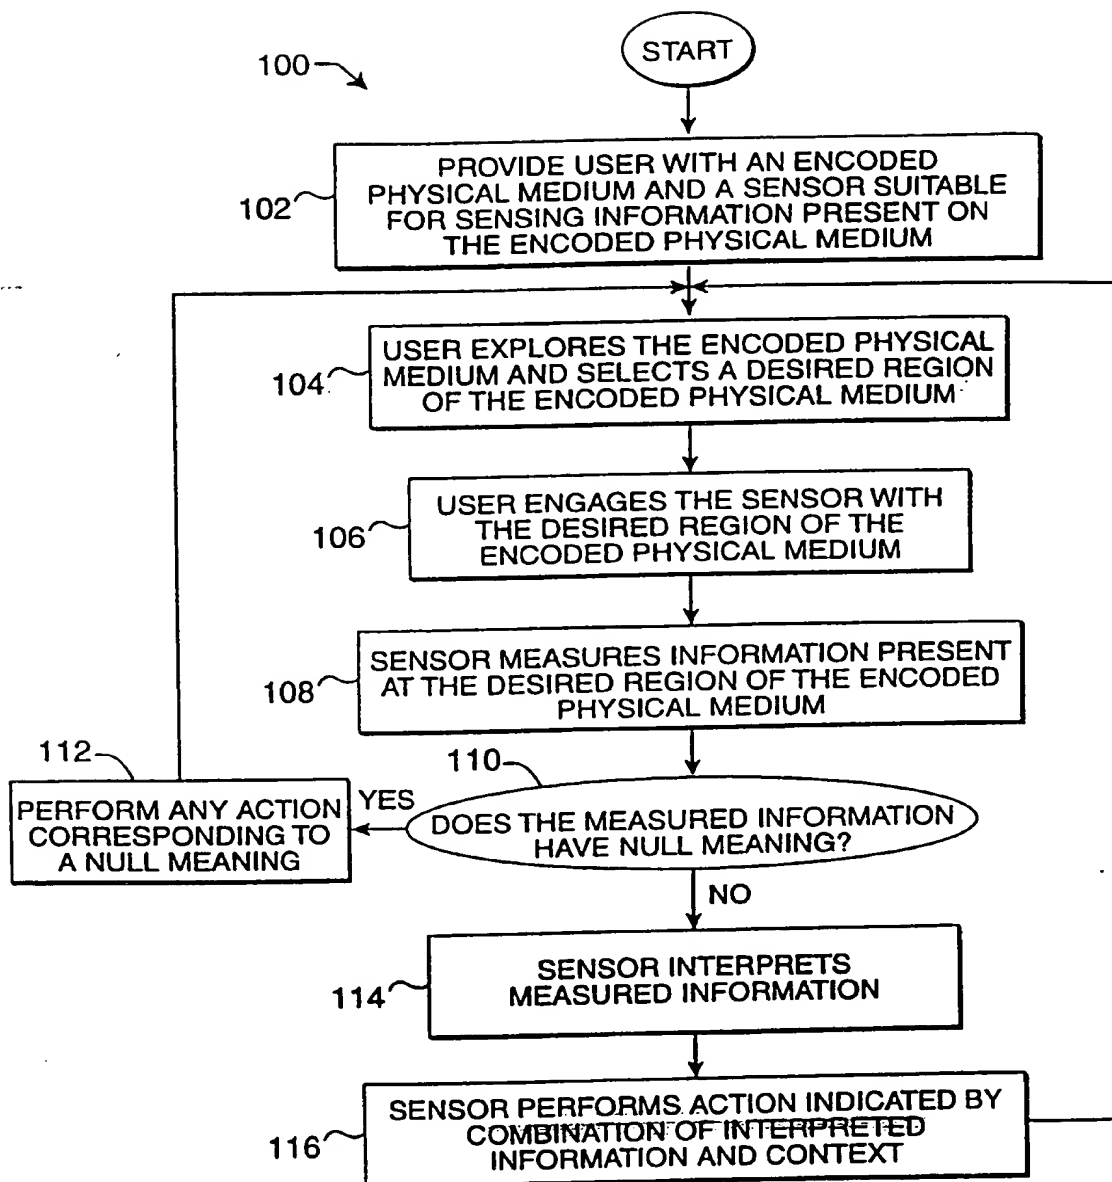 START
100
PROVIDE USER WITH AN ENCODED
PHYSICAL MEDIUM AND A SENSOR SUITABLE
FOR SENSING INFORMATION PRESENT ON
THE ENCODED PHYSICAL MEDIUM
102
USER EXPLORES THE ENCODED PHYSICAL
MEDIUM AND SELECTS A DESIRED REGION
OF THE ENCODED PHYSICAL MEDIUM
104
USER ENGAGES THE SENSOR WITH
THE DESIRED REGION OF THE
ENCODED PHYSICAL MEDIUM
106
SENSOR MEASURES INFORMATION PRESENT
AT THE DESIRED REGION OF THE ENCODED
PHYSICAL MEDIUM
108
110
DOES THE MEASURED INFORMATION
HAVE NULL MEANING?
YES
112
PERFORM ANY ACTION
CORRESPONDING TO
A NULL MEANING
NO
SENSOR INTERPRETS
MEASURED INFORMATION
114
SENSOR PERFORMS ACTION INDICATED BY
COMBINATION OF INTERPRETED
INFORMATION AND CONTEXT
116